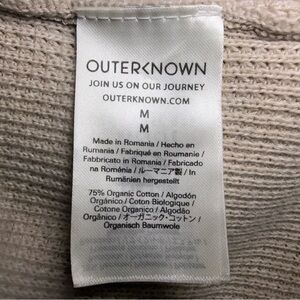 OUTERKNOWN
JOIN US ON OUR JOURNEY
OUTERKNOWN.COM
M
M
Made in Romania / Hecho en
Rumania / Fabriqué en Roumanie /
Fabbricato in Romania / Fabricado
na Roménia / ルーマニア製 / In
Rumänien hergestellt
75% Organic Cotton / Algodón
Orgánico / Coton Biologique /
Cotone Organico / Algodão
Orgânico / オーガニック・コットン /
Organisch Baumwole